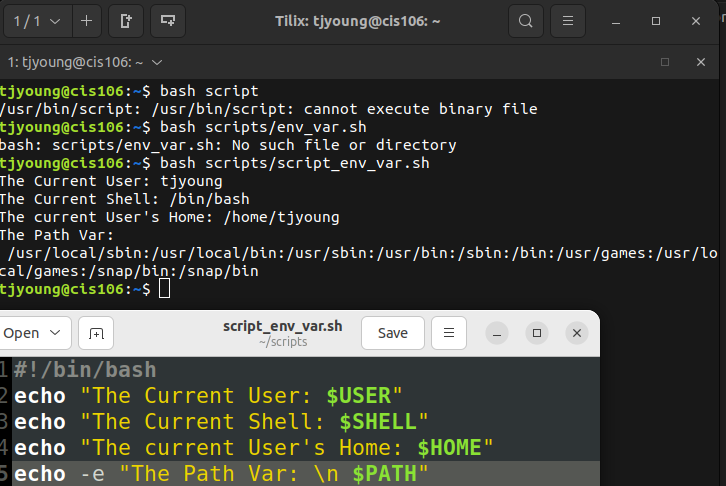 1 / 1
Tilix: tjyoung@cis106: ~
1: tjyoung@cis106:~
tjyoung@cis106:~$ bash script
/usr/bin/script: /usr/bin/script: cannot execute binary file
tjyoung@cis106:~$ bash scripts/env_var.sh
bash: scripts/env_var.sh: No such file or directory
tjyoung@cis106:~$ bash scripts/script_env_var.sh
The Current User: tjyoung
The Current Shell: /bin/bash
The current User's Home: /home/tjyoung
The Path Var:
/usr/local/sbin:/usr/local/bin:/usr/sbin:/usr/bin:/sbin:/bin:/usr/games:/usr/lo
cal/games:/snap/bin:/snap/bin
tjyoung@cis106:~$
Open
script_env_var.sh
~/scripts
Save
1 #!/bin/bash
2 echo "The Current User: $USER"
3 echo "The Current Shell: $SHELL"
4 echo "The current User's Home: $HOME"
5 echo -e "The Path Var: \n $PATH"